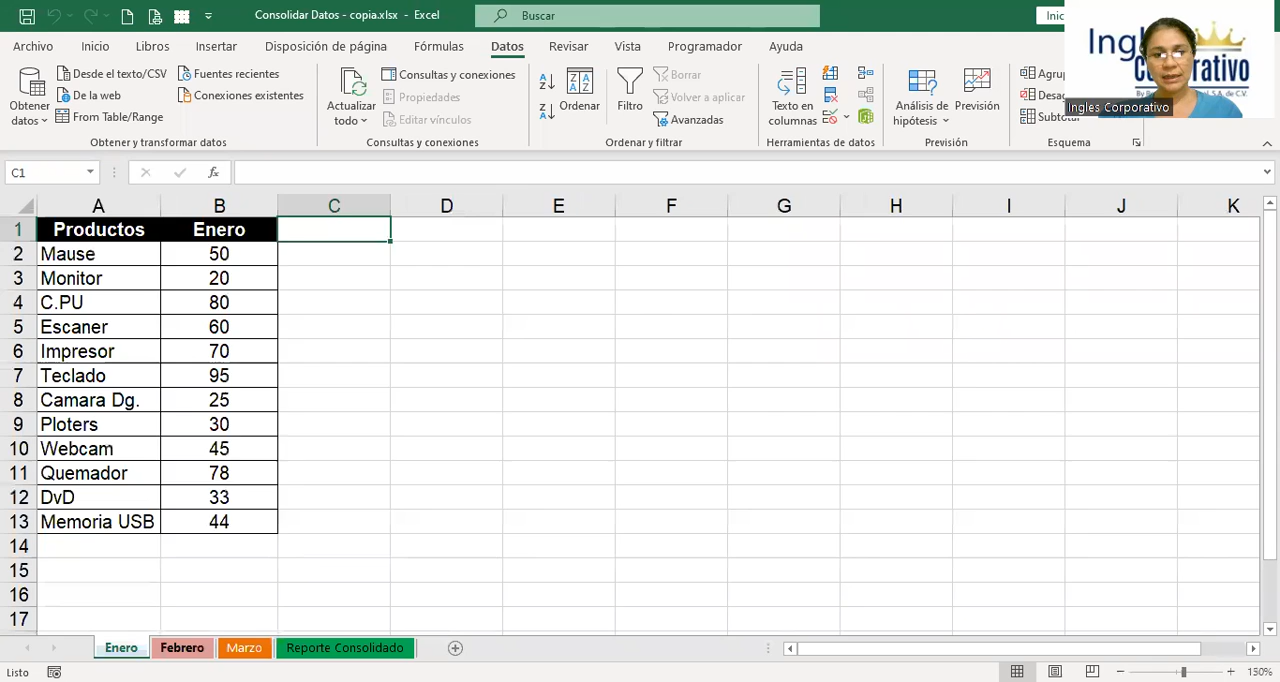 Consolidar Datos - copia.xlsx - Excel
Buscar
Archivo Inicio Libros Insertar Disposición de página Fórmulas Datos Revisar Vista Programador Ayuda
Obtener datos
Desde el texto/CSV
De la web
From Table/Range
Fuentes recientes
Conexiones existentes
Obtener y transformar datos
Actualizar todo
Consultas y conexiones
Propiedades
Editar vínculos
Consultas y conexiones
Ordenar
Filtro
Borrar
Volver a aplicar
Avanzadas
Ordenar y filtrar
Texto en columnas
Herramientas de datos
Análisis de hipótesis
Previsión
Previsión
Subtot
Esquema
Ingles Corporativo
C1
fx
A B C D E F G H I J K
1 Productos Enero
2 Mause 50
3 Monitor 20
4 C.PU 80
5 Escaner 60
6 Impresor 70
7 Teclado 95
8 Camara Dg. 25
9 Ploters 30
10 Webcam 45
11 Quemador 78
12 DvD 33
13 Memoria USB 44
14
15
16
17
Enero Febrero Marzo Reporte Consolidado
Listo
150%